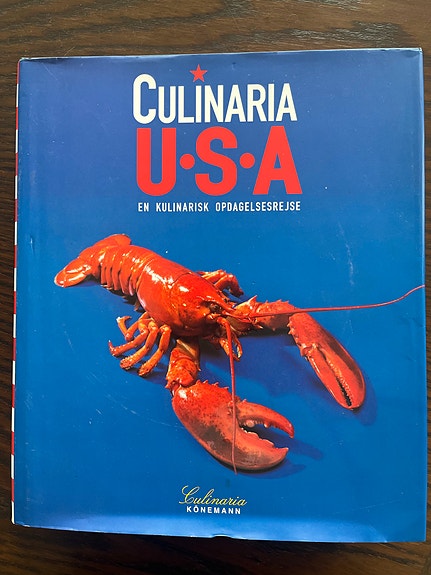 CULINARIA
U·S·A
EN KULINARISK OPDAGELSESREJSE
Culinaria
KÖNEMANN